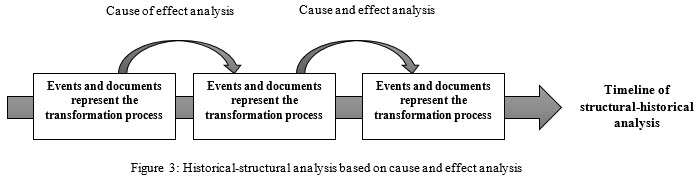 Cause of effect analysis
Cause and effect analysis
Events and documents
represent the
transformation process
Events and documents
represent the
transformation process
Events and documents
represent the
transformation process
Timeline of
structural-historical
analysis
Figure 3: Historical-structural analysis based on cause and effect analysis